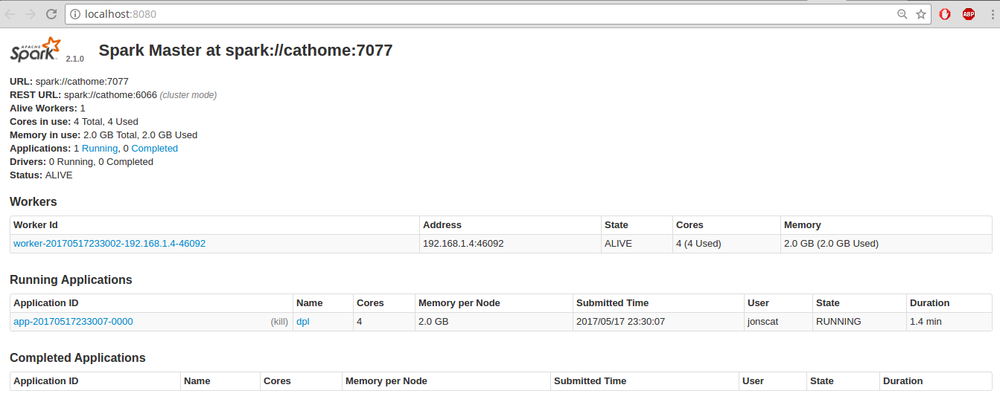 localhost:8080
ABP
APACHE
Spark 2.1.0 Spark Master at spark://cathome:7077
URL: spark://cathome:7077
REST URL: spark://cathome:6066 (cluster mode)
Alive Workers: 1
Cores in use: 4 Total, 4 Used
Memory in use: 2.0 GB Total, 2.0 GB Used
Applications: 1 Running, 0 Completed
Drivers: 0 Running, 0 Completed
Status: ALIVE
Workers
Worker Id Address State Cores Memory
worker-20170517233002-192.168.1.4-46092 192.168.1.4:46092 ALIVE 4 (4 Used) 2.0 GB (2.0 GB Used)
Running Applications
Application ID Name Cores Memory per Node Submitted Time User State Duration
app-20170517233007-0000 (kill) dpl 4 2.0 GB 2017/05/17 23:30:07 jonscat RUNNING 1.4 min
Completed Applications
Application ID Name Cores Memory per Node Submitted Time User State Duration